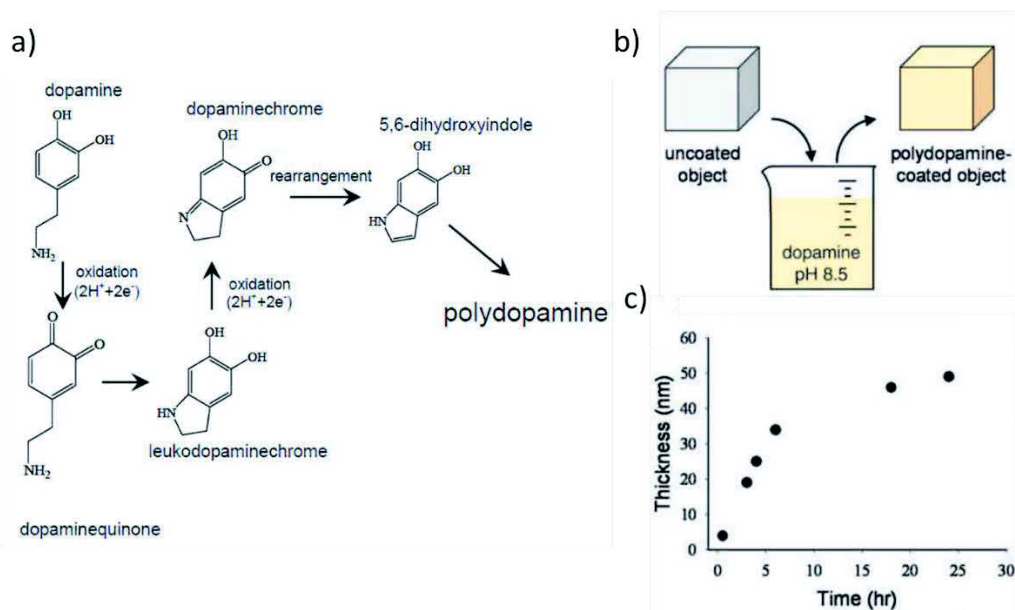 a)
dopamine
OH
OH
NH₂
oxidation
(2H⁺+2e⁻)
O
O
NH₂
dopaminequinone
OH
OH
HN
leukodopaminechrome
oxidation
(2H⁺+2e⁻)
dopaminechrome
OH
O
N
rearrangement
5,6-dihydroxyindole
OH
OH
HN
polydopamine
b)
uncoated
object
polydopamine-
coated object
dopamine
pH 8.5
c)
Thickness (nm)
60
50
40
30
20
10
0
0 5 10 15 20 25 30
Time (hr)